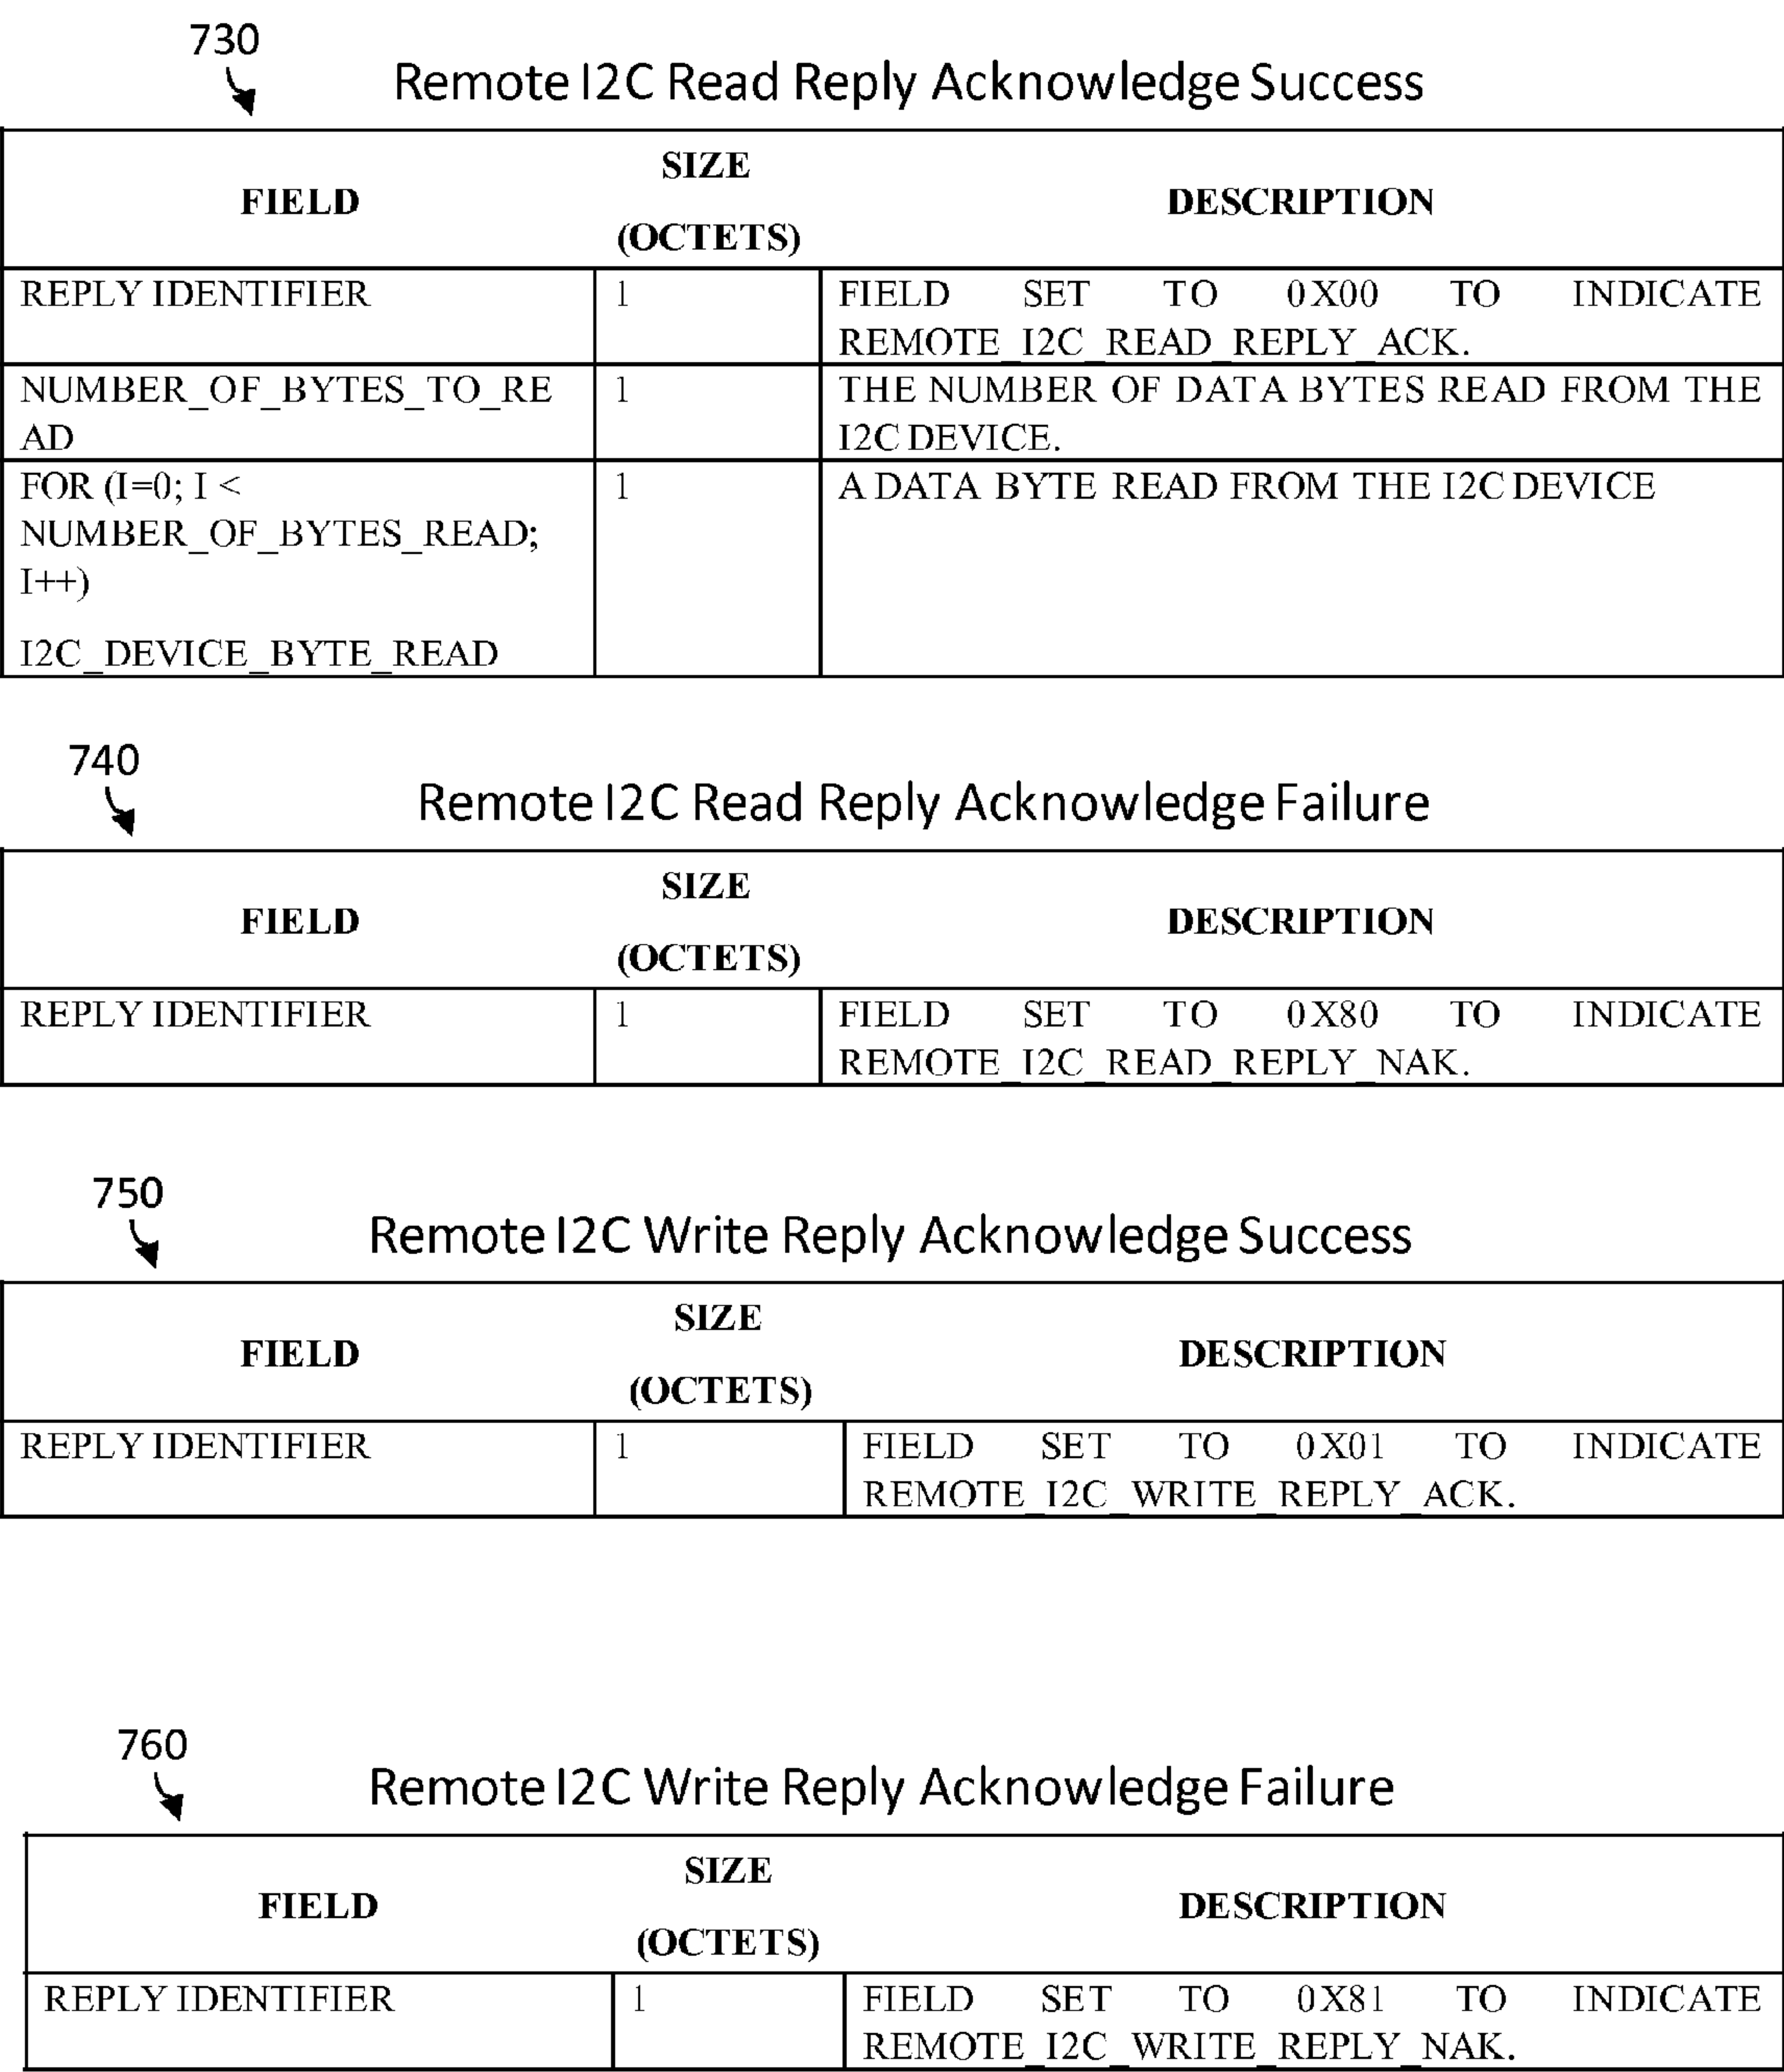 730
Remote I2C Read Reply Acknowledge Success
FIELD SIZE (OCTETS) DESCRIPTION
REPLY IDENTIFIER 1 FIELD SET TO 0X00 TO INDICATE
REMOTE_I2C_READ_REPLY_ACK.
NUMBER_OF_BYTES_TO_RE 1 THE NUMBER OF DATA BYTES READ FROM THE
AD I2C DEVICE.
FOR (I=0; I < 1 A DATA BYTE READ FROM THE I2C DEVICE
NUMBER_OF_BYTES_READ;
I++)
I2C_DEVICE_BYTE_READ
740
Remote I2C Read Reply Acknowledge Failure
FIELD SIZE (OCTETS) DESCRIPTION
REPLY IDENTIFIER 1 FIELD SET TO 0X80 TO INDICATE
REMOTE_I2C_READ_REPLY_NAK.
750
Remote I2C Write Reply Acknowledge Success
FIELD SIZE (OCTETS) DESCRIPTION
REPLY IDENTIFIER 1 FIELD SET TO 0X01 TO INDICATE
REMOTE_I2C_WRITE_REPLY_ACK.
760
Remote I2C Write Reply Acknowledge Failure
FIELD SIZE (OCTETS) DESCRIPTION
REPLY IDENTIFIER 1 FIELD SET TO 0X81 TO INDICATE
REMOTE_I2C_WRITE_REPLY_NAK.